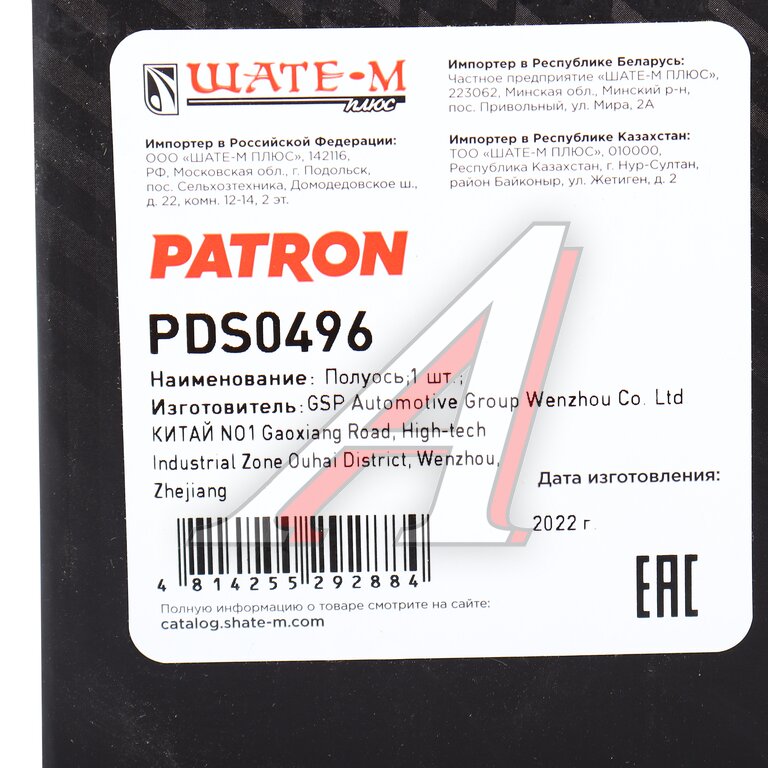 ШАТЕ-М
плюс
Импортер в Республике Беларусь:
Частное предприятие «ШАТЕ-М ПЛЮС»,
223062, Минская обл., Минский р-н,
пос. Привольный, ул. Мира, 2А
Импортер в Российской Федерации:
ООО «ШАТЕ-М ПЛЮС», 142116,
РФ, Московская обл., г. Подольск,
пос. Сельхозтехника, Домодедовское ш.,
д. 22, комн. 12-14, 2 эт.
Импортер в Республике Казахстан:
ТОО «ШАТЕ-М ПЛЮС», 010000,
Республика Казахстан, г. Нур-Султан,
район Байконыр, ул. Жетиген, д. 2
PATRON
PDS0496
Наименование: Полуось;1 шт.;
Изготовитель:GSP Automotive Group Wenzhou Co. Ltd
КИТАЙ NO1 Gaoxiang Road, High-tech
Industrial Zone Ouhai District, Wenzhou,
Zhejiang
Дата изготовления:
2022 г.
4 814255 292884
EAC
Полную информацию о товаре смотрите на сайте:
catalog.shate-m.com